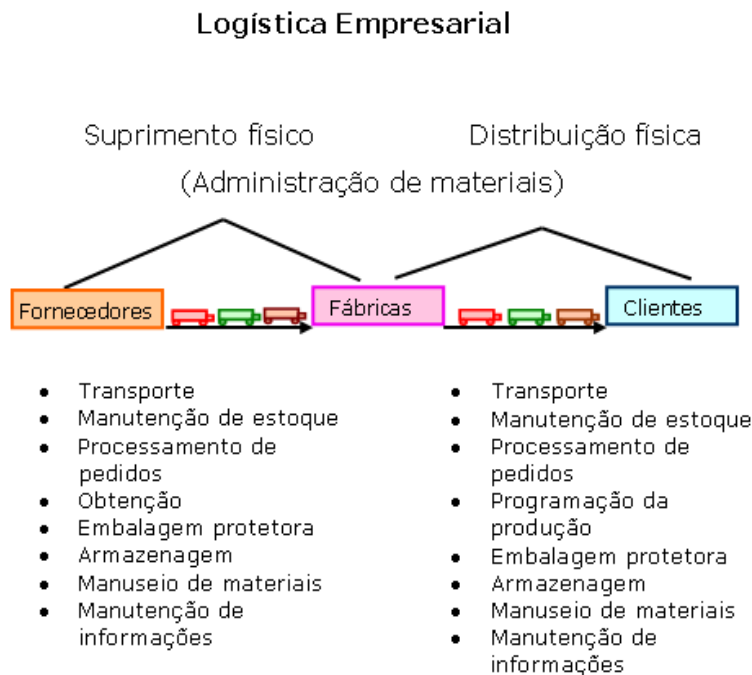 Logística Empresarial
Suprimento físico
Distribuição física
(Administração de materiais)
Fornecedores
Fábricas
Clientes
• Transporte
• Manutenção de estoque
• Processamento de
pedidos
• Obtenção
• Embalagem protetora
• Armazenagem
• Manuseio de materiais
• Manutenção de
informações
• Transporte
• Manutenção de estoque
• Processamento de
pedidos
• Programação da
produção
• Embalagem protetora
• Armazenagem
• Manuseio de materiais
• Manutenção de
informações